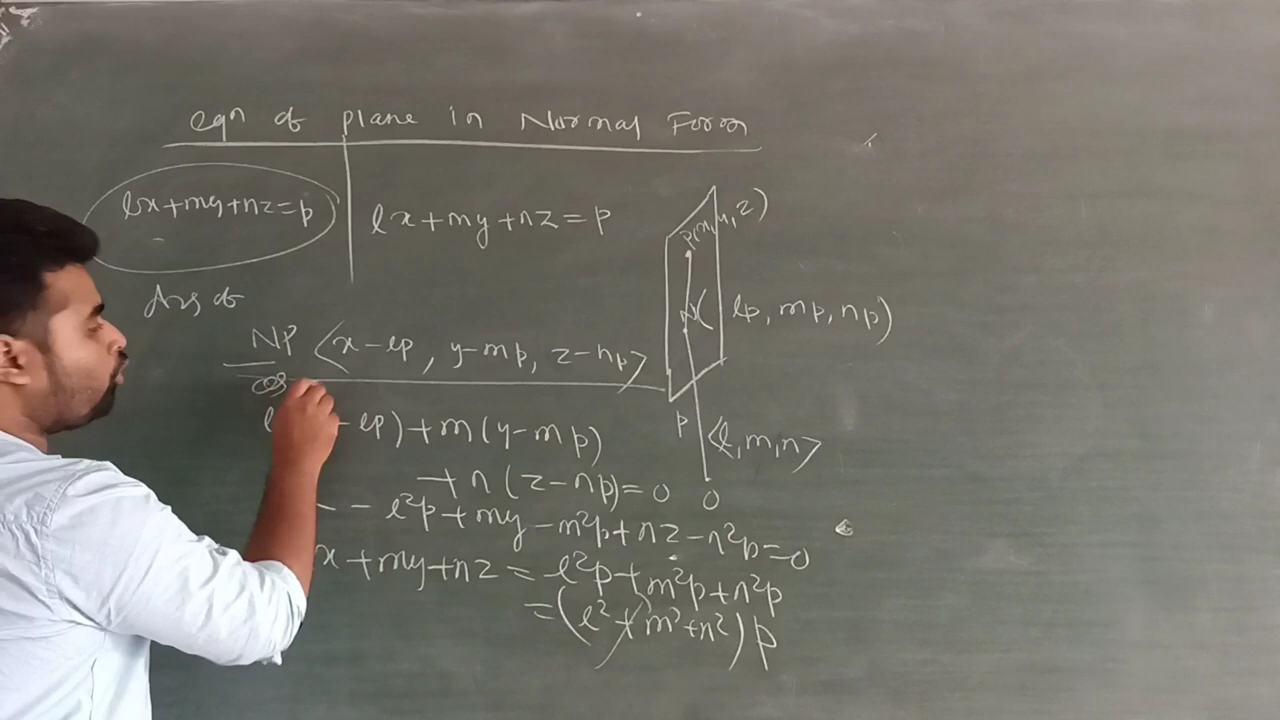 eqn of plane in Normal Form
lx+my+nz=p
lx+my+nz=p
P(x,y,z)
N(lp, mp, np)
NP <x-lp, y-mp, z-np>
-lp)+m(y-mp)
+n(z-np)=0
p <l,m,n>
O
- l²p+my-m²p+nz-n²p=0
x+my+nz=l²p+m²p+n²p
=(l²+m²+n²)p